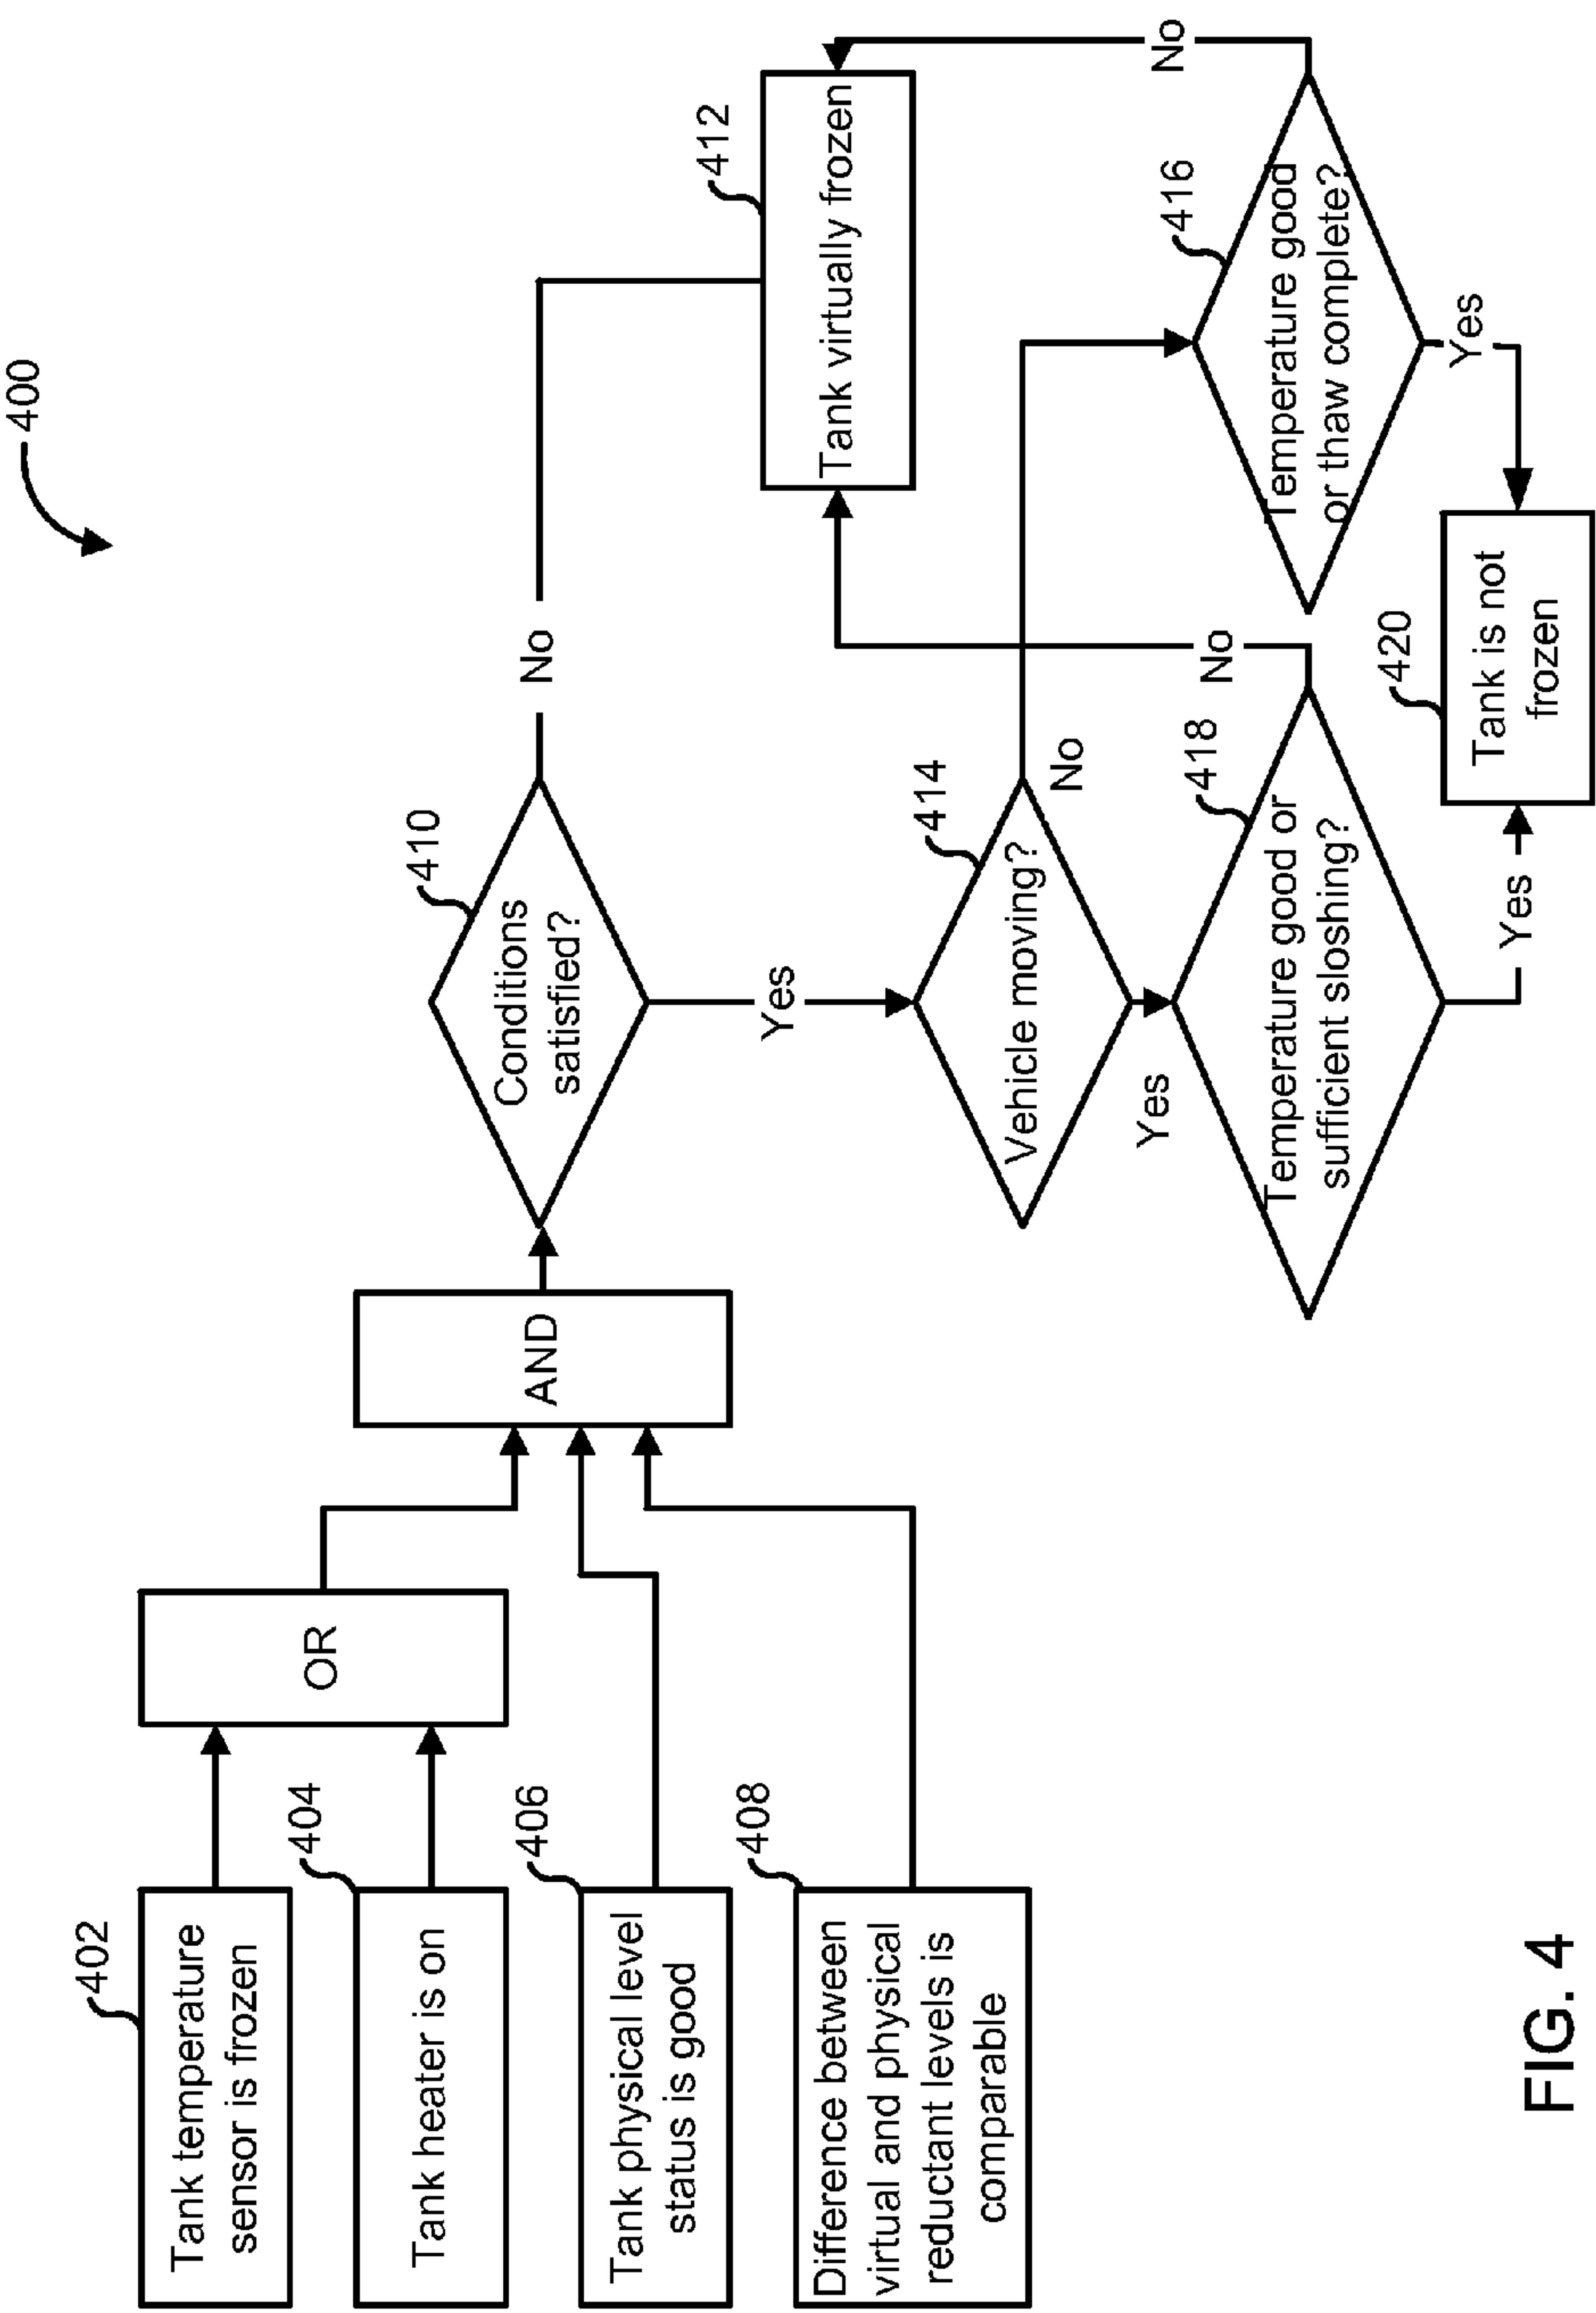 400
402
Tank temperature
sensor is frozen
404
Tank heater is on
406
Tank physical level
status is good
408
Difference between
virtual and physical
reductant levels is
comparable
OR
AND
410
Conditions
satisfied?
No
Yes
412
Tank virtually frozen
414
Vehicle moving?
No
Yes
416
Temperature good
or thaw complete?
No
Yes
418
Temperature good or
sufficient sloshing?
No
Yes
420
Tank is not
frozen
FIG. 4